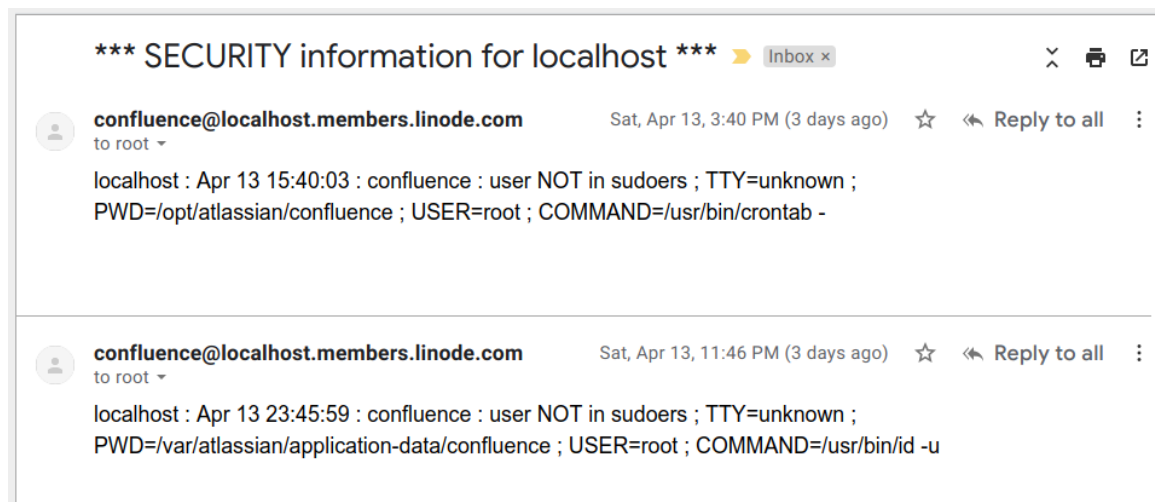 *** SECURITY information for localhost *** Inbox ×
confluence@localhost.members.linode.com Sat, Apr 13, 3:40 PM (3 days ago) Reply to all
to root
localhost : Apr 13 15:40:03 : confluence : user NOT in sudoers ; TTY=unknown ;
PWD=/opt/atlassian/confluence ; USER=root ; COMMAND=/usr/bin/crontab -
confluence@localhost.members.linode.com Sat, Apr 13, 11:46 PM (3 days ago) Reply to all
to root
localhost : Apr 13 23:45:59 : confluence : user NOT in sudoers ; TTY=unknown ;
PWD=/var/atlassian/application-data/confluence ; USER=root ; COMMAND=/usr/bin/id -u